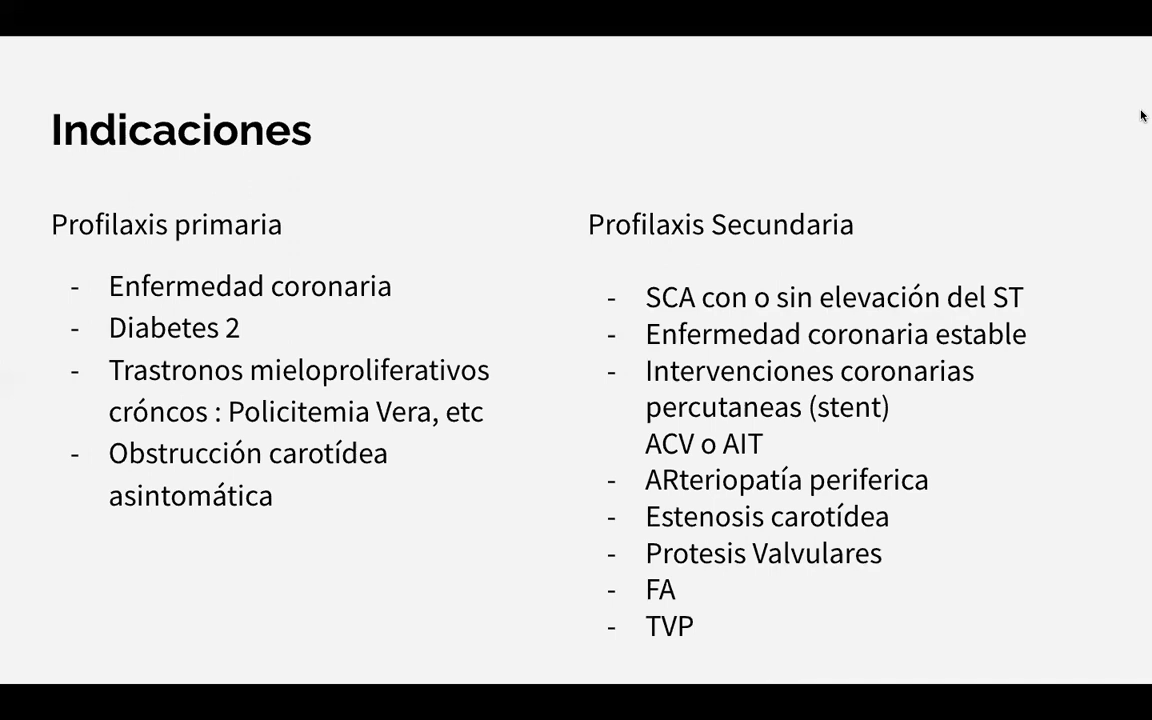 Indicaciones
Profilaxis primaria
- Enfermedad coronaria
- Diabetes 2
- Trastronos mieloproliferativos
cróncos : Policitemia Vera, etc
- Obstrucción carotídea
asintomática
Profilaxis Secundaria
- SCA con o sin elevación del ST
- Enfermedad coronaria estable
- Intervenciones coronarias
percutaneas (stent)
ACV o AIT
- ARteriopatía periferica
- Estenosis carotídea
- Protesis Valvulares
- FA
- TVP